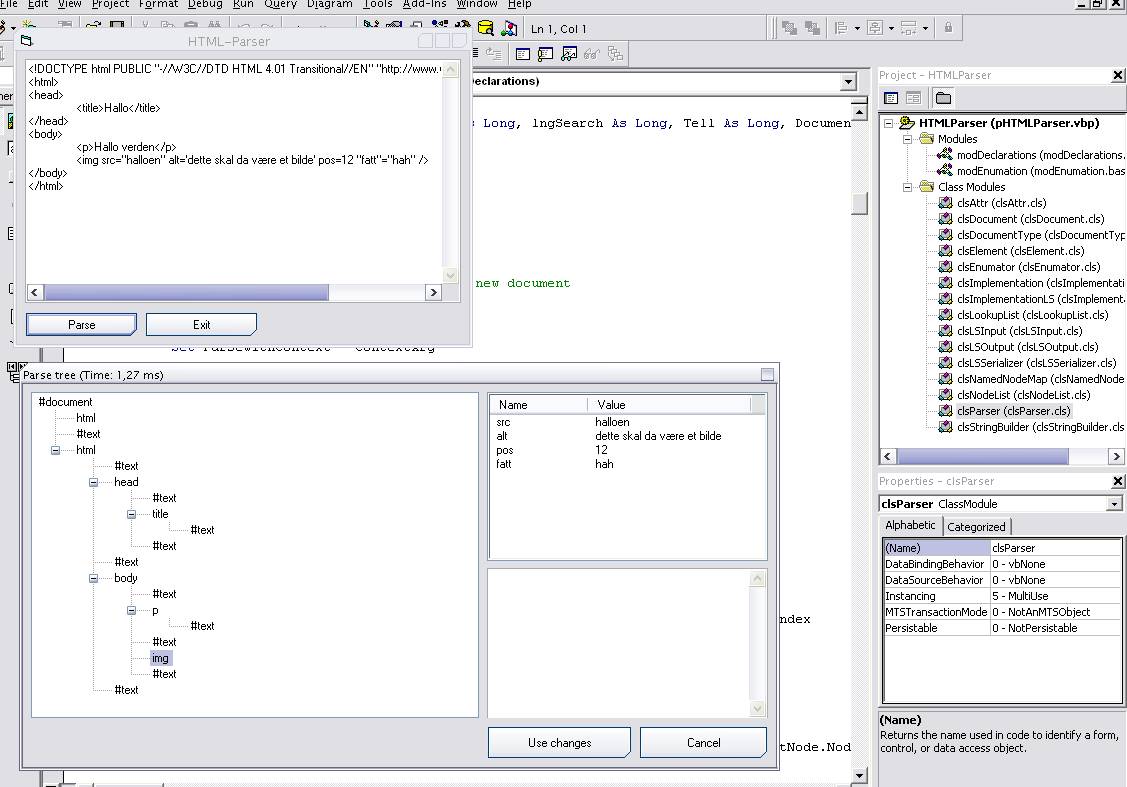 File Edit View Project Format Debug Run Query Diagram Tools Add-Ins Window Help
Ln 1, Col 1
HTML-Parser
<!DOCTYPE html PUBLIC "-//W3C//DTD HTML 4.01 Transitional//EN" "http://www.
<html>
<head>
<title>Hallo</title>
</head>
<body>
<p>Hallo verden</p>
<img src="halloen" alt='dette skal da være et bilde' pos=12 "fatt"="hah" />
</body>
</html>
Parse
Exit
eclarations)
s Long, lngSearch As Long, Tell As Long, Documen
new document
Set ParseWithContext = ContextArg
ndex
tNode.Nod
Parse tree (Time: 1,27 ms)
#document
html
#text
html
#text
head
#text
title
#text
#text
#text
body
#text
p
#text
#text
img
#text
#text
Name Value
src halloen
alt dette skal da være et bilde
pos 12
fatt hah
Use changes
Cancel
Project - HTMLParser
HTMLParser (pHTMLParser.vbp)
Modules
modDeclarations (modDeclarations.
modEnumation (modEnumation.bas
Class Modules
clsAttr (clsAttr.cls)
clsDocument (clsDocument.cls)
clsDocumentType (clsDocumentTyp
clsElement (clsElement.cls)
clsEnumator (clsEnumator.cls)
clsImplementation (clsImplementati
clsImplementationLS (clsImplement
clsLookupList (clsLookupList.cls)
clsLSInput (clsLSInput.cls)
clsLSOutput (clsLSOutput.cls)
clsLSSerializer (clsLSSerializer.cls)
clsNamedNodeMap (clsNamedNode
clsNodeList (clsNodeList.cls)
clsParser (clsParser.cls)
clsStringBuilder (clsStringBuilder.cls
Properties - clsParser
clsParser ClassModule
Alphabetic Categorized
(Name) clsParser
DataBindingBehavior 0 - vbNone
DataSourceBehavior 0 - vbNone
Instancing 5 - MultiUse
MTSTransactionMode 0 - NotAnMTSObject
Persistable 0 - NotPersistable
(Name)
Returns the name used in code to identify a form,
control, or data access object.